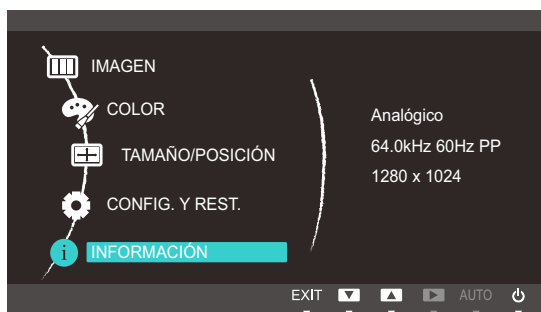 IMAGEN
COLOR
TAMAÑO/POSICIÓN
CONFIG. Y REST.
i INFORMACIÓN
Analógico
64.0kHz 60Hz PP
1280 x 1024
EXIT AUTO